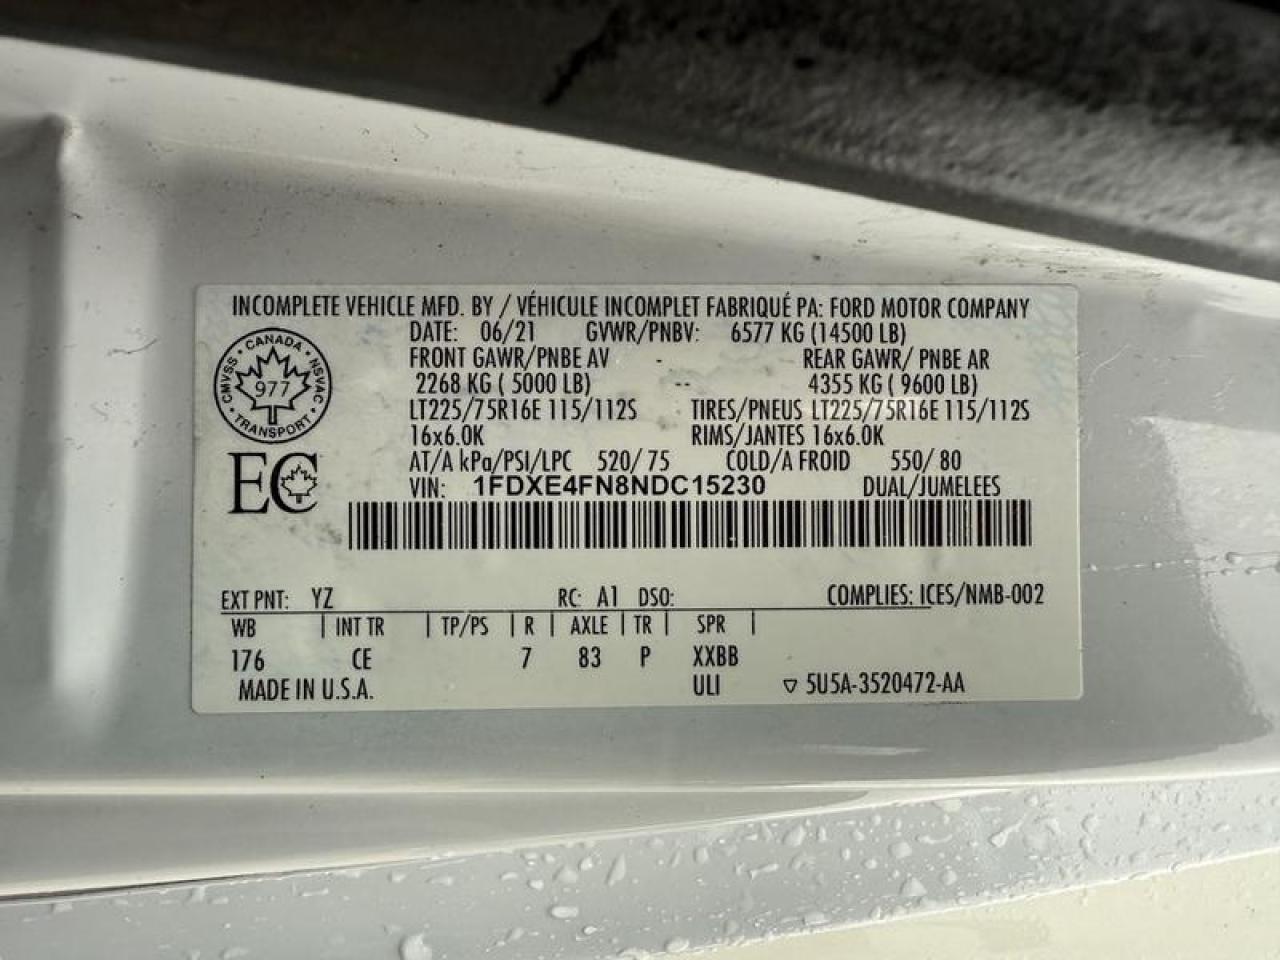 INCOMPLETE VEHICLE MFD. BY / VÉHICULE INCOMPLET FABRIQUÉ PA: FORD MOTOR COMPANY
DATE: 06/21 GVWR/PNBV: 6577 KG (14500 LB)
FRONT GAWR/PNBE AV REAR GAWR/ PNBE AR
2268 KG ( 5000 LB) 4355 KG ( 9600 LB)
LT225/75R16E 115/112S TIRES/PNEUS LT225/75R16E 115/112S
16x6.0K RIMS/JANTES 16x6.0K
AT/A kPa/PSI/LPC 520/ 75 COLD/A FROID 550/ 80
VIN: 1FDXE4FN8NDC15230 DUAL/JUMELEES
CANADA
CMVSS NSVAC
977
TRANSPORT
EC
EXT PNT: YZ RC: A1 DSO: COMPLIES: ICES/NMB-002
WB | INT TR | TP/PS | R | AXLE | TR | SPR |
176 CE 7 83 P XXBB
MADE IN U.S.A. ULI ▽ 5U5A-3520472-AA